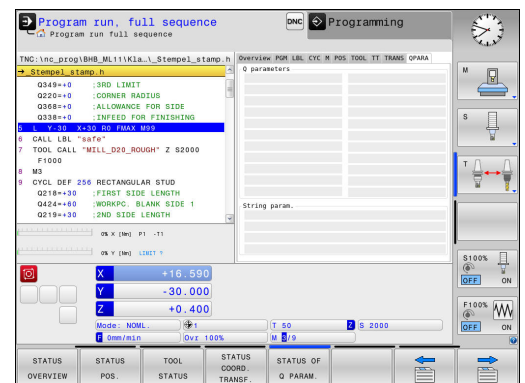 Program run, full sequence
Program run full sequence
DNC
Programming
TNC:\nc_prog\BHB_ML11\Kla…\_Stempel_stamp.h
→_Stempel_stamp.h
Q349=+0 ;3RD LIMIT
Q220=+0 ;CORNER RADIUS
Q368=+0 ;ALLOWANCE FOR SIDE
Q338=+0 ;INFEED FOR FINISHING
5 L Y-30 X+30 R0 FMAX M99
6 CALL LBL "safe"
7 TOOL CALL "MILL_D20_ROUGH" Z S2000
F1000
8 M3
9 CYCL DEF 256 RECTANGULAR STUD
Q218=+30 ;FIRST SIDE LENGTH
Q424=+60 ;WORKPC. BLANK SIDE 1
Q219=+30 ;2ND SIDE LENGTH
0% X [Nm] P1 -T1
0% Y [Nm] LIMIT
Overview PGM LBL CYC M POS TOOL TT TRANS QPARA
Q parameters
String param.
X +16.590
Y -30.000
Z +0.400
Mode: NOML. 1 T 50 Z S 2000
F 0mm/min Ovr 100% M 3/9
M
S
T
S100%
OFF ON
F100%
OFF ON
STATUS OVERVIEW
STATUS POS.
TOOL STATUS
STATUS COORD. TRANSF.
STATUS OF Q PARAM.